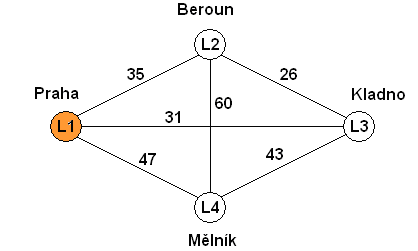 Beroun
L2
35
26
Praha
60
Kladno
L1
31
L3
47
43
L4
Mělník